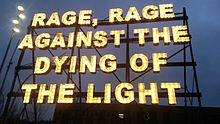 RAGE, RAGE
AGAINST THE
DYING OF
THE LIGHT